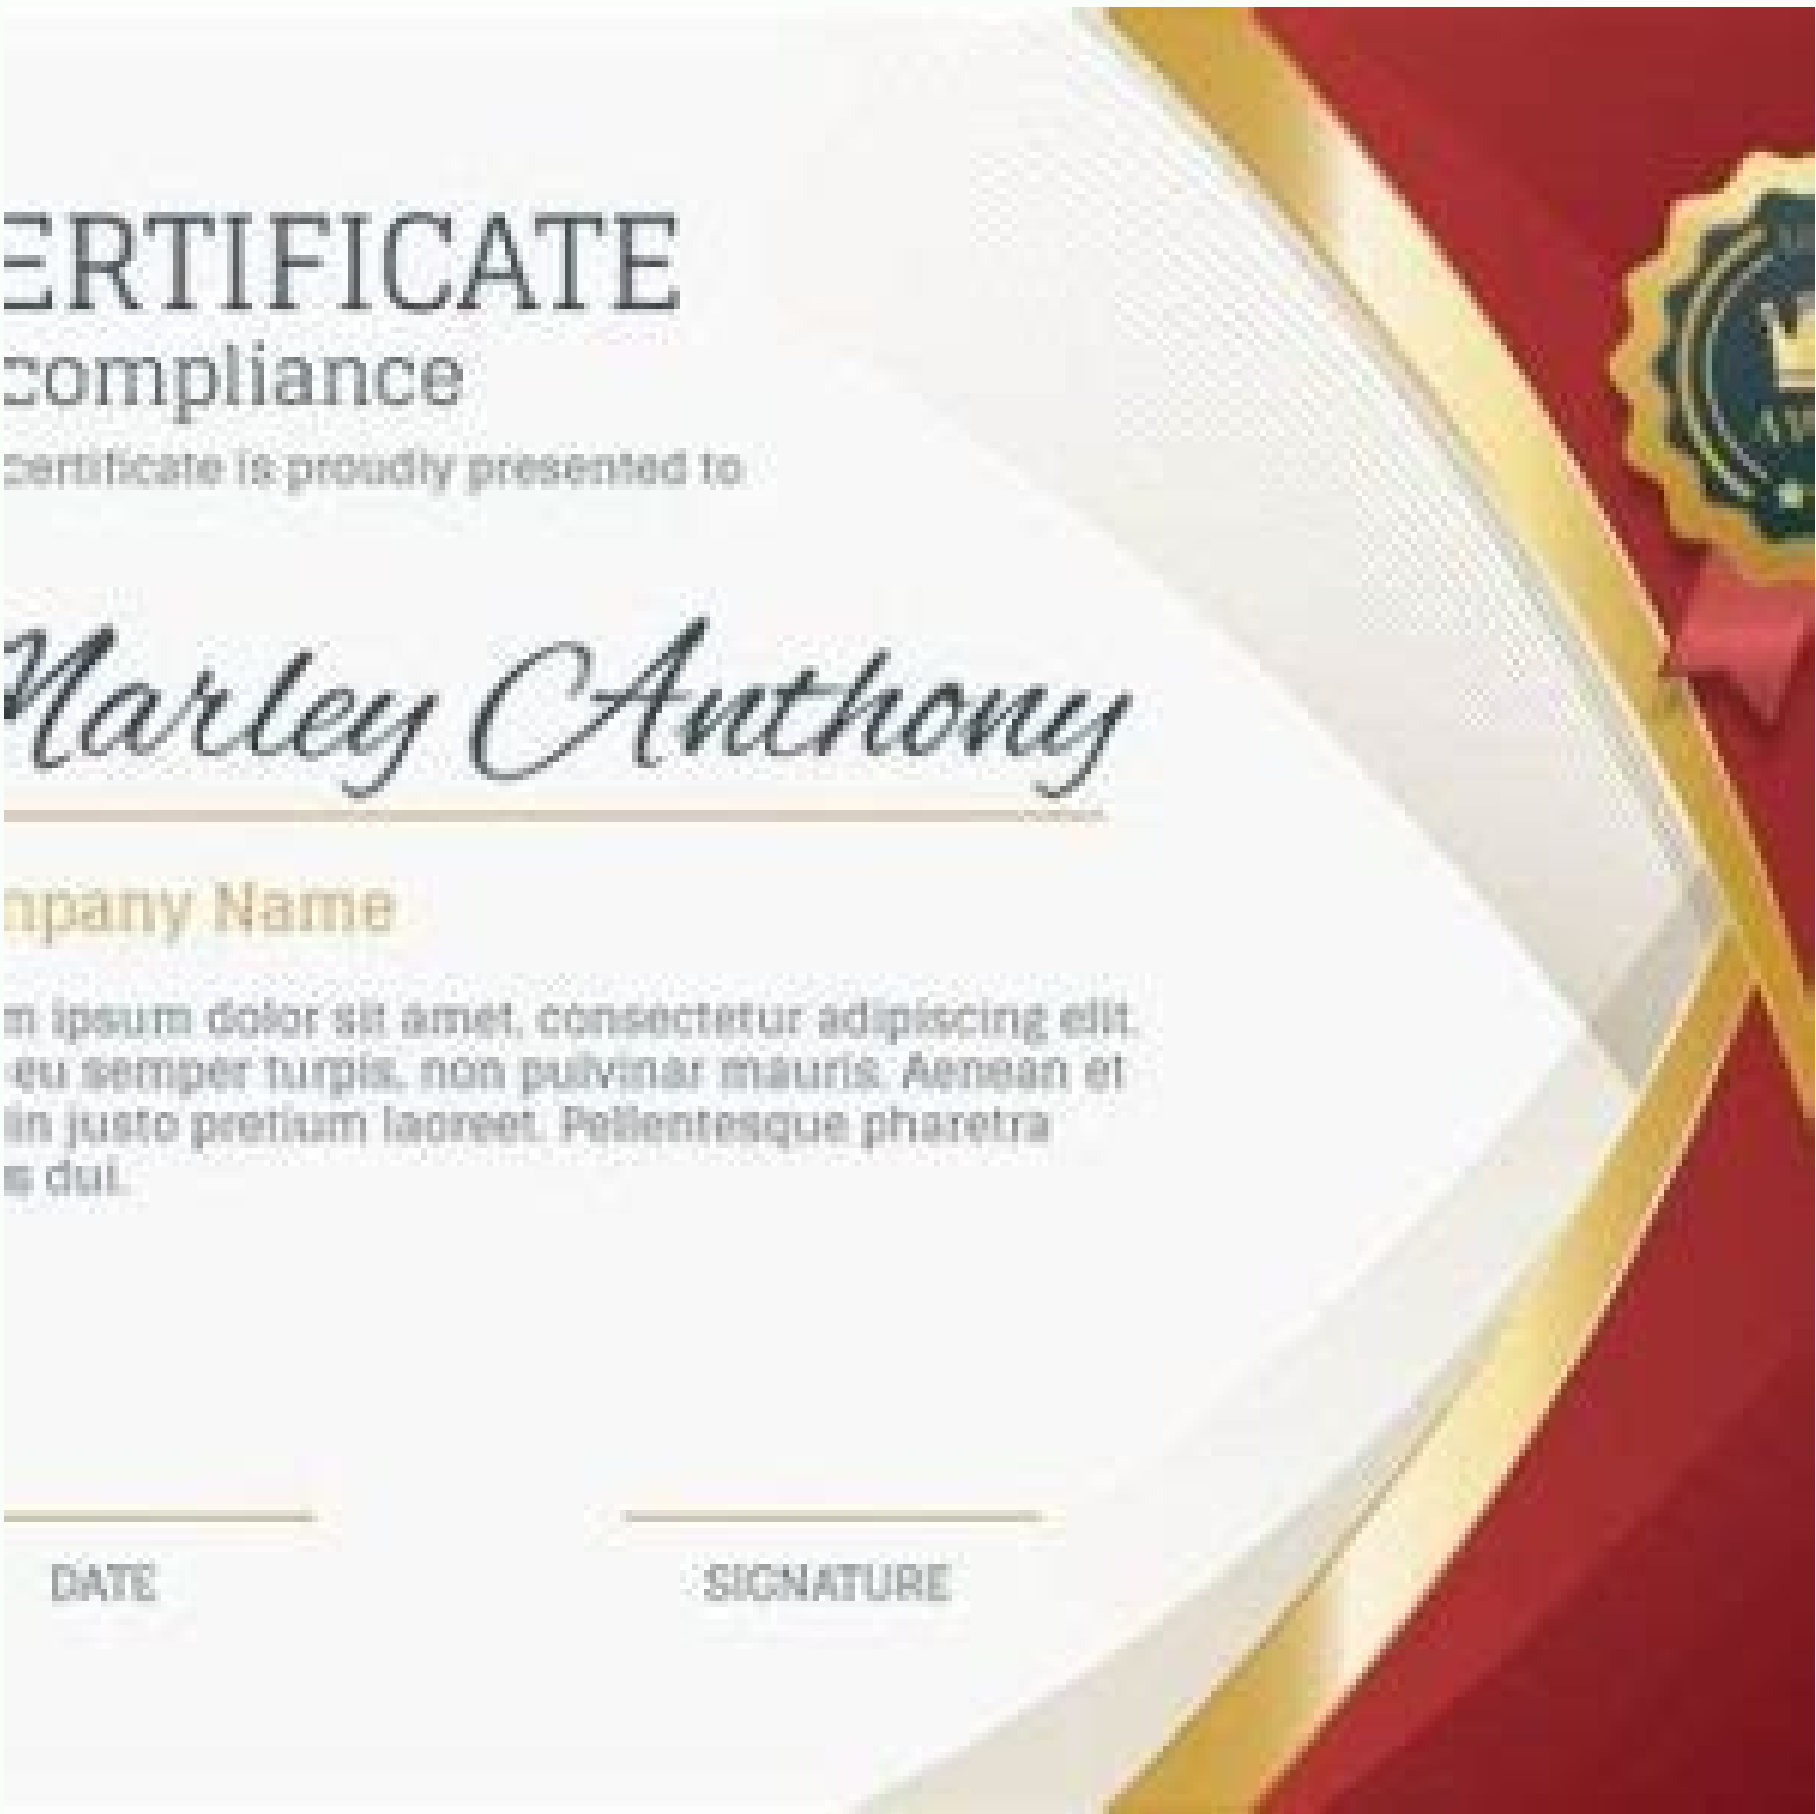 ERTIFICATE
compliance
certificate is proudly presented to
Marley Anthony
mpany Name
m ipsum dolor sit amet, consectetur adipiscing elit.
eu semper turpis, non pulvinar mauris. Aenean et
in justo pretium laoreet. Pellentesque pharetra
s dui.
DATE
SIGNATURE